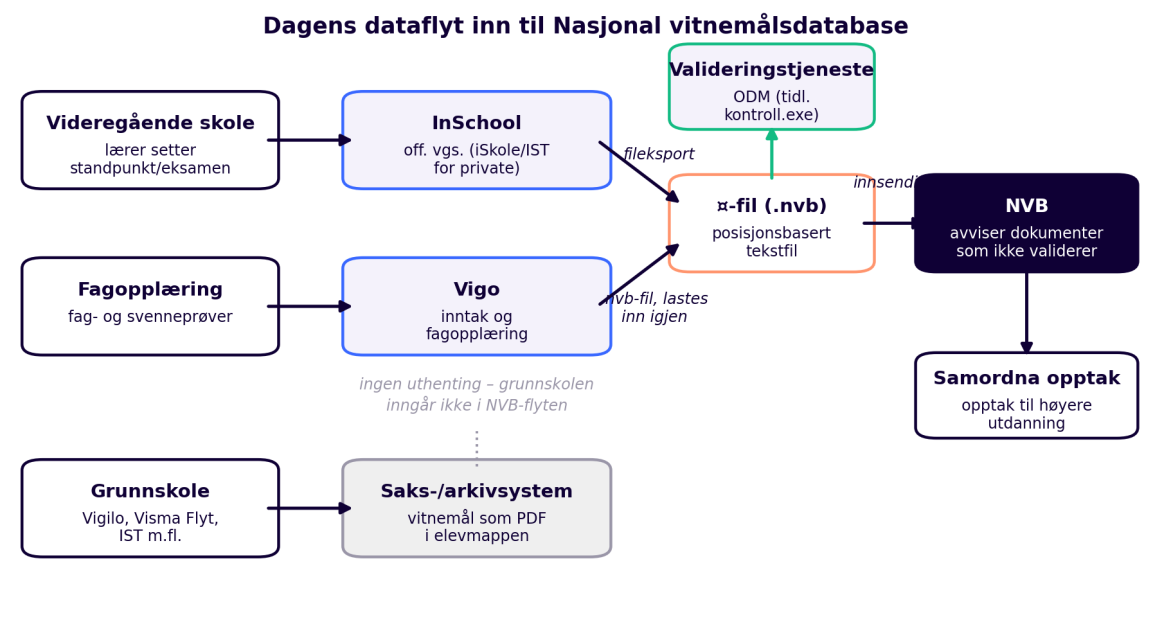 Dagens dataflyt inn til Nasjonal vitnemålsdatabase
Valideringstjeneste
ODM (tidl.
kontroll.exe)
Videregående skole
lærer setter
standpunkt/eksamen
InSchool
off. vgs. (iSkole/IST
for private)
fileksport
¤-fil (.nvb)
posisjonsbasert
tekstfil
innsendi
NVB
avviser dokumenter
som ikke validerer
Fagopplæring
fag- og svenneprøver
Vigo
inntak og
fagopplæring
nvb-fil, lastes
inn igjen
Samordna opptak
opptak til høyere
utdanning
ingen uthenting – grunnskolen
inngår ikke i NVB-flyten
Grunnskole
Vigilo, Visma Flyt,
IST m.fl.
Saks-/arkivsystem
vitnemål som PDF
i elevmappen